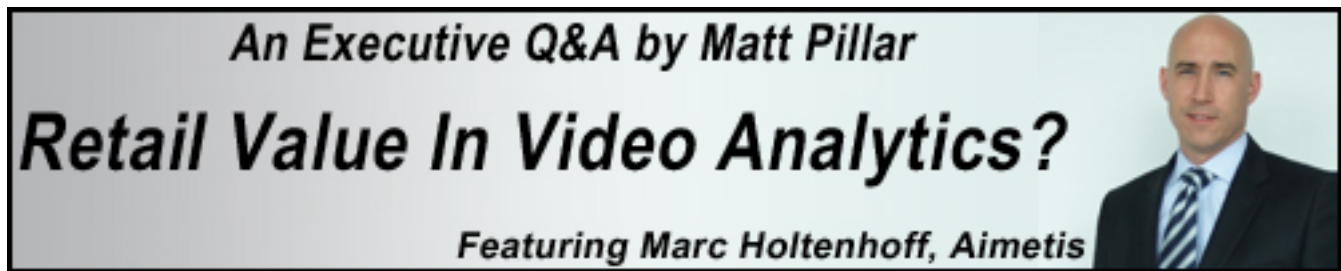 An Executive Q&A by Matt Pillar
Retail Value In Video Analytics?
Featuring Marc Holtenhoff, Aimetis